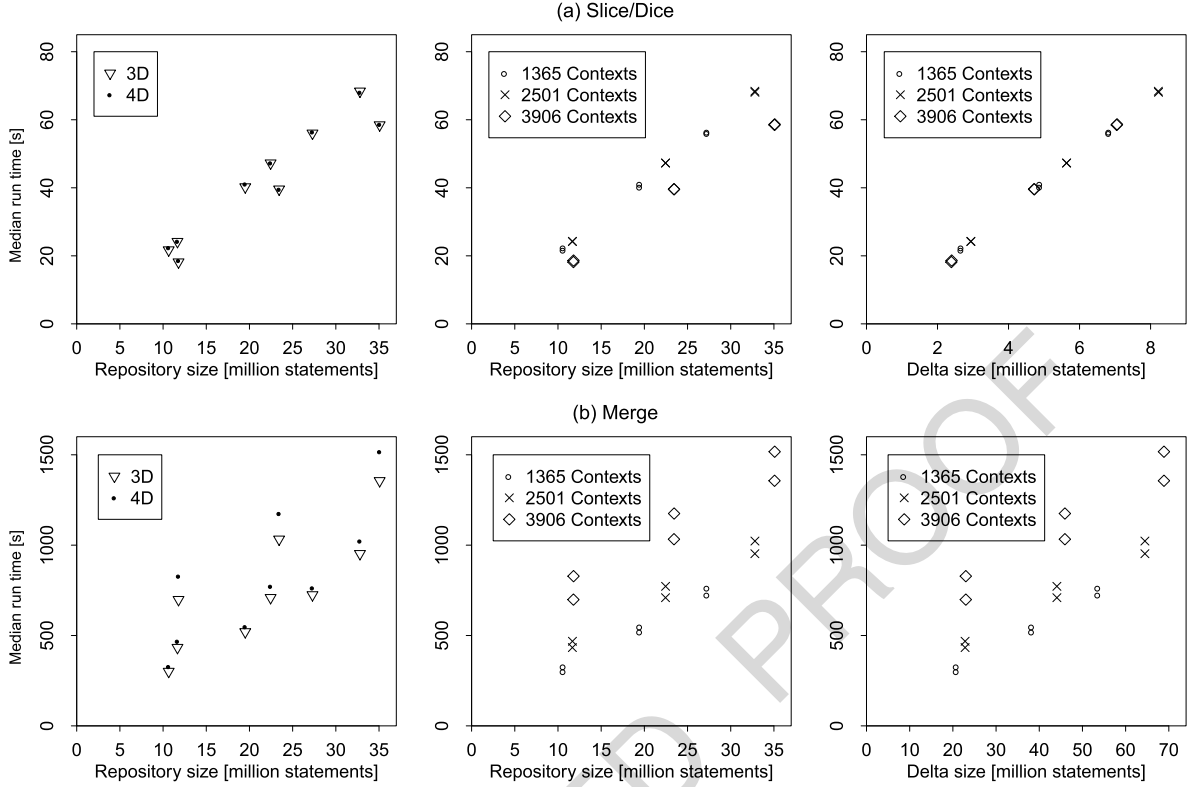 (a) Slice/Dice
Median run time [s]
0 20 40 60 80
3D
4D
0 5 10 15 20 25 30 35
Repository size [million statements]
0 20 40 60 80
1365 Contexts
2501 Contexts
3906 Contexts
0 5 10 15 20 25 30 35
Repository size [million statements]
0 20 40 60 80
1365 Contexts
2501 Contexts
3906 Contexts
0 2 4 6 8
Delta size [million statements]
(b) Merge
Median run time [s]
0 500 1000 1500
3D
4D
0 5 10 15 20 25 30 35
Repository size [million statements]
0 500 1000 1500
1365 Contexts
2501 Contexts
3906 Contexts
0 5 10 15 20 25 30 35
Repository size [million statements]
0 500 1000 1500
1365 Contexts
2501 Contexts
3906 Contexts
0 10 20 30 40 50 60 70
Delta size [million statements]
PROOF